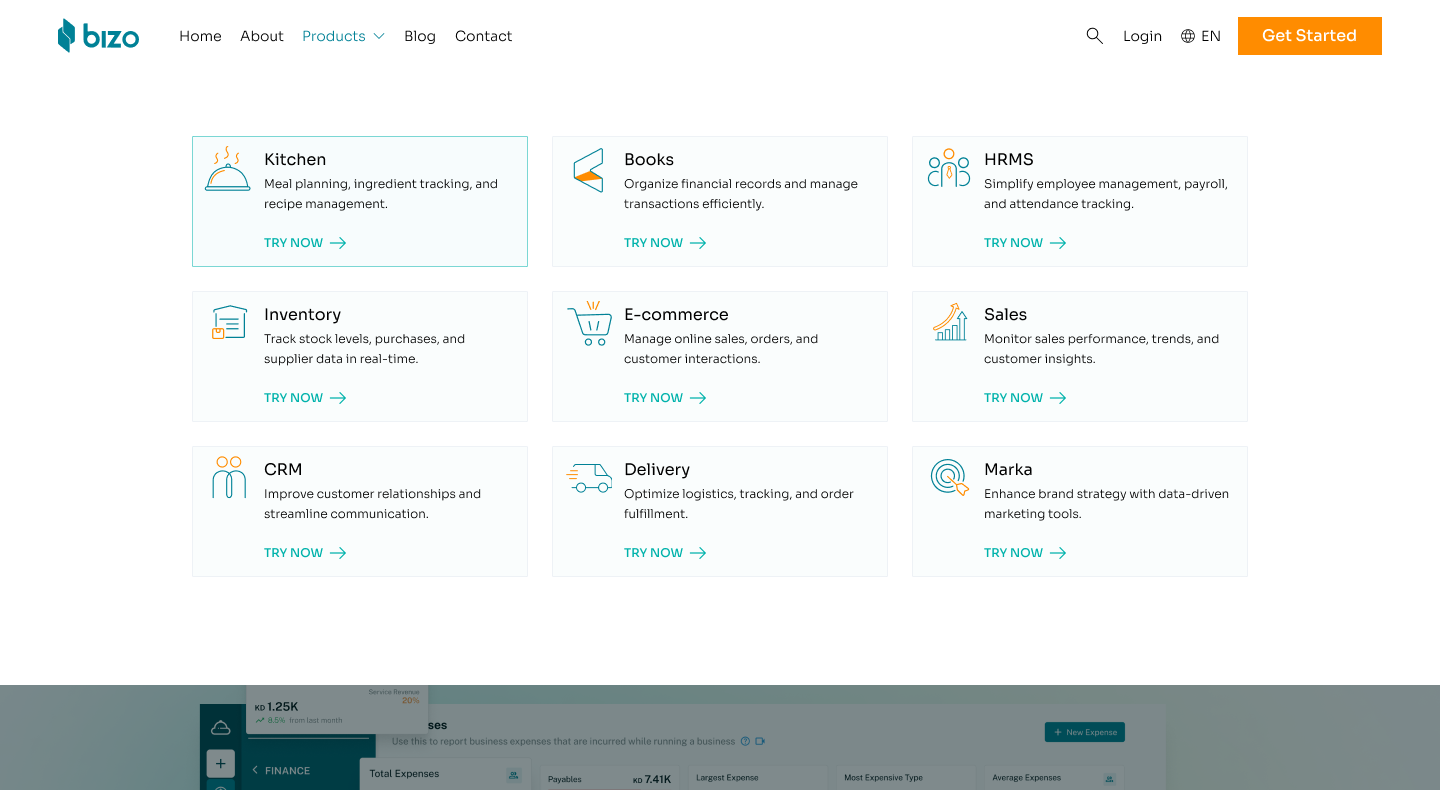 bizo
Home About Products Blog Contact
Login EN Get Started
Kitchen
Meal planning, ingredient tracking, and
recipe management.
TRY NOW
Books
Organize financial records and manage
transactions efficiently.
TRY NOW
HRMS
Simplify employee management, payroll,
and attendance tracking.
TRY NOW
Inventory
Track stock levels, purchases, and
supplier data in real-time.
TRY NOW
E-commerce
Manage online sales, orders, and
customer interactions.
TRY NOW
Sales
Monitor sales performance, trends, and
customer insights.
TRY NOW
CRM
Improve customer relationships and
streamline communication.
TRY NOW
Delivery
Optimize logistics, tracking, and order
fulfillment.
TRY NOW
Marka
Enhance brand strategy with data-driven
marketing tools.
TRY NOW
Service Revenue
20%
KD 1.25K
8.5% from last month
ses
Use this to report business expenses that are incurred while running a business
+ New Expense
FINANCE
Total Expenses
Payables KD 7.41K
Largest Expense
Most Expensive Type
Average Expenses